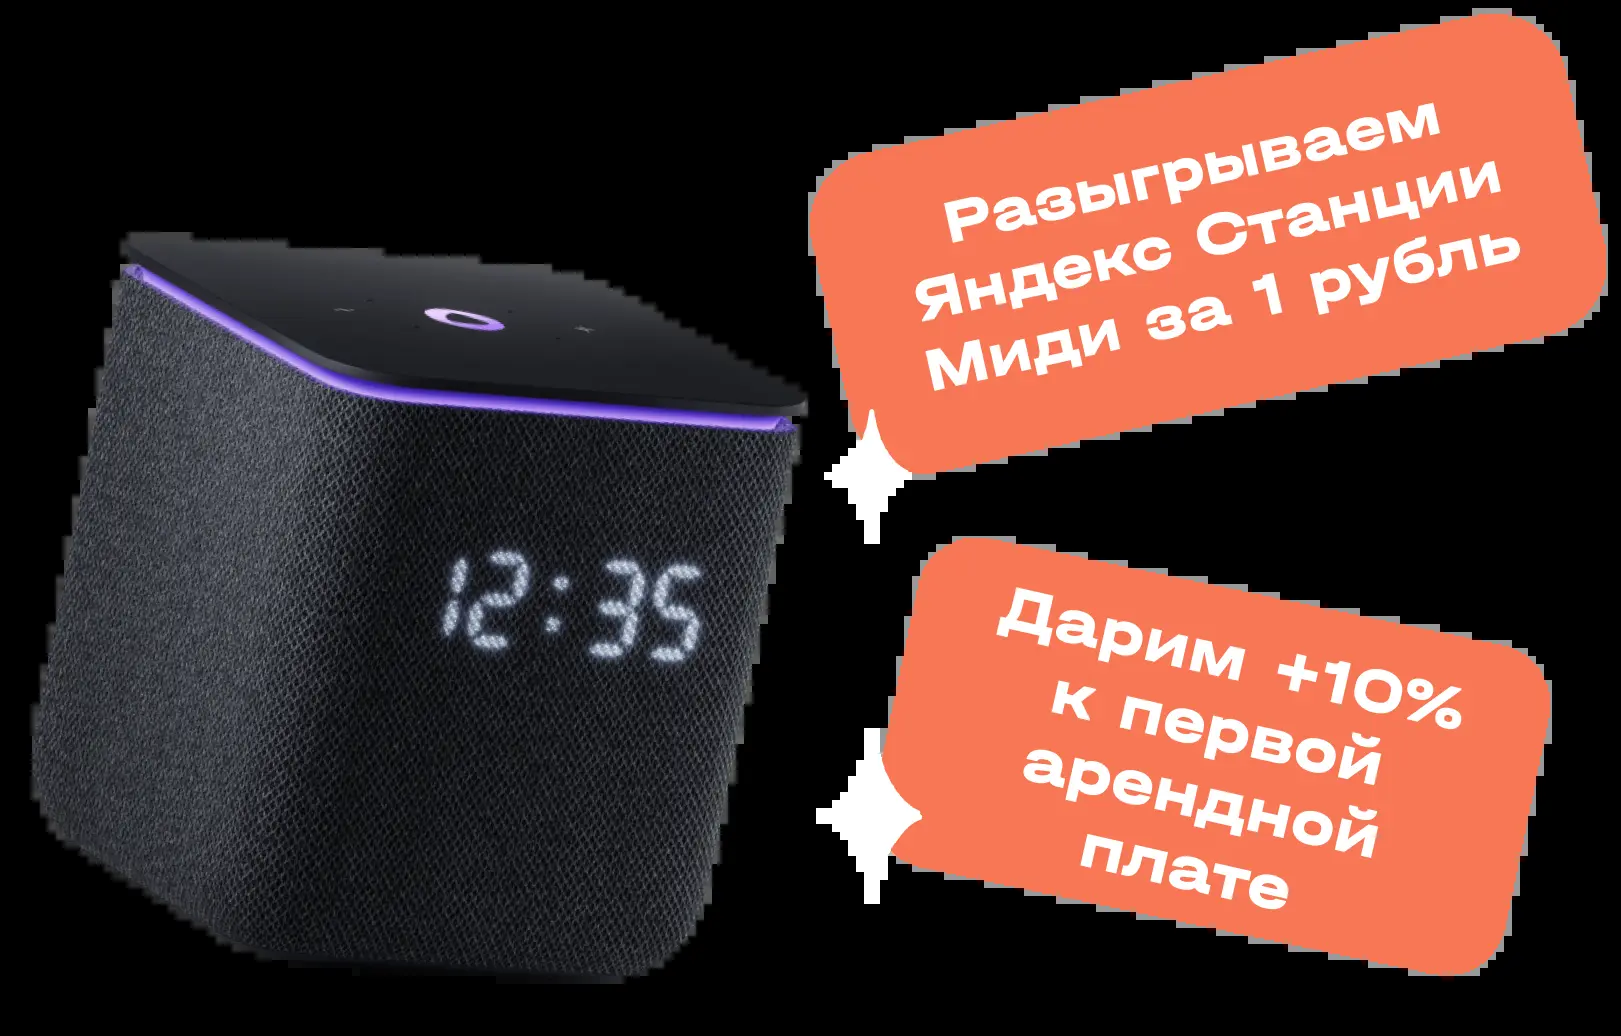 Разыгрываем
Яндекс Станции
Миди за 1 рубль
12:35
Дарим +10%
к первой
арендной
плате